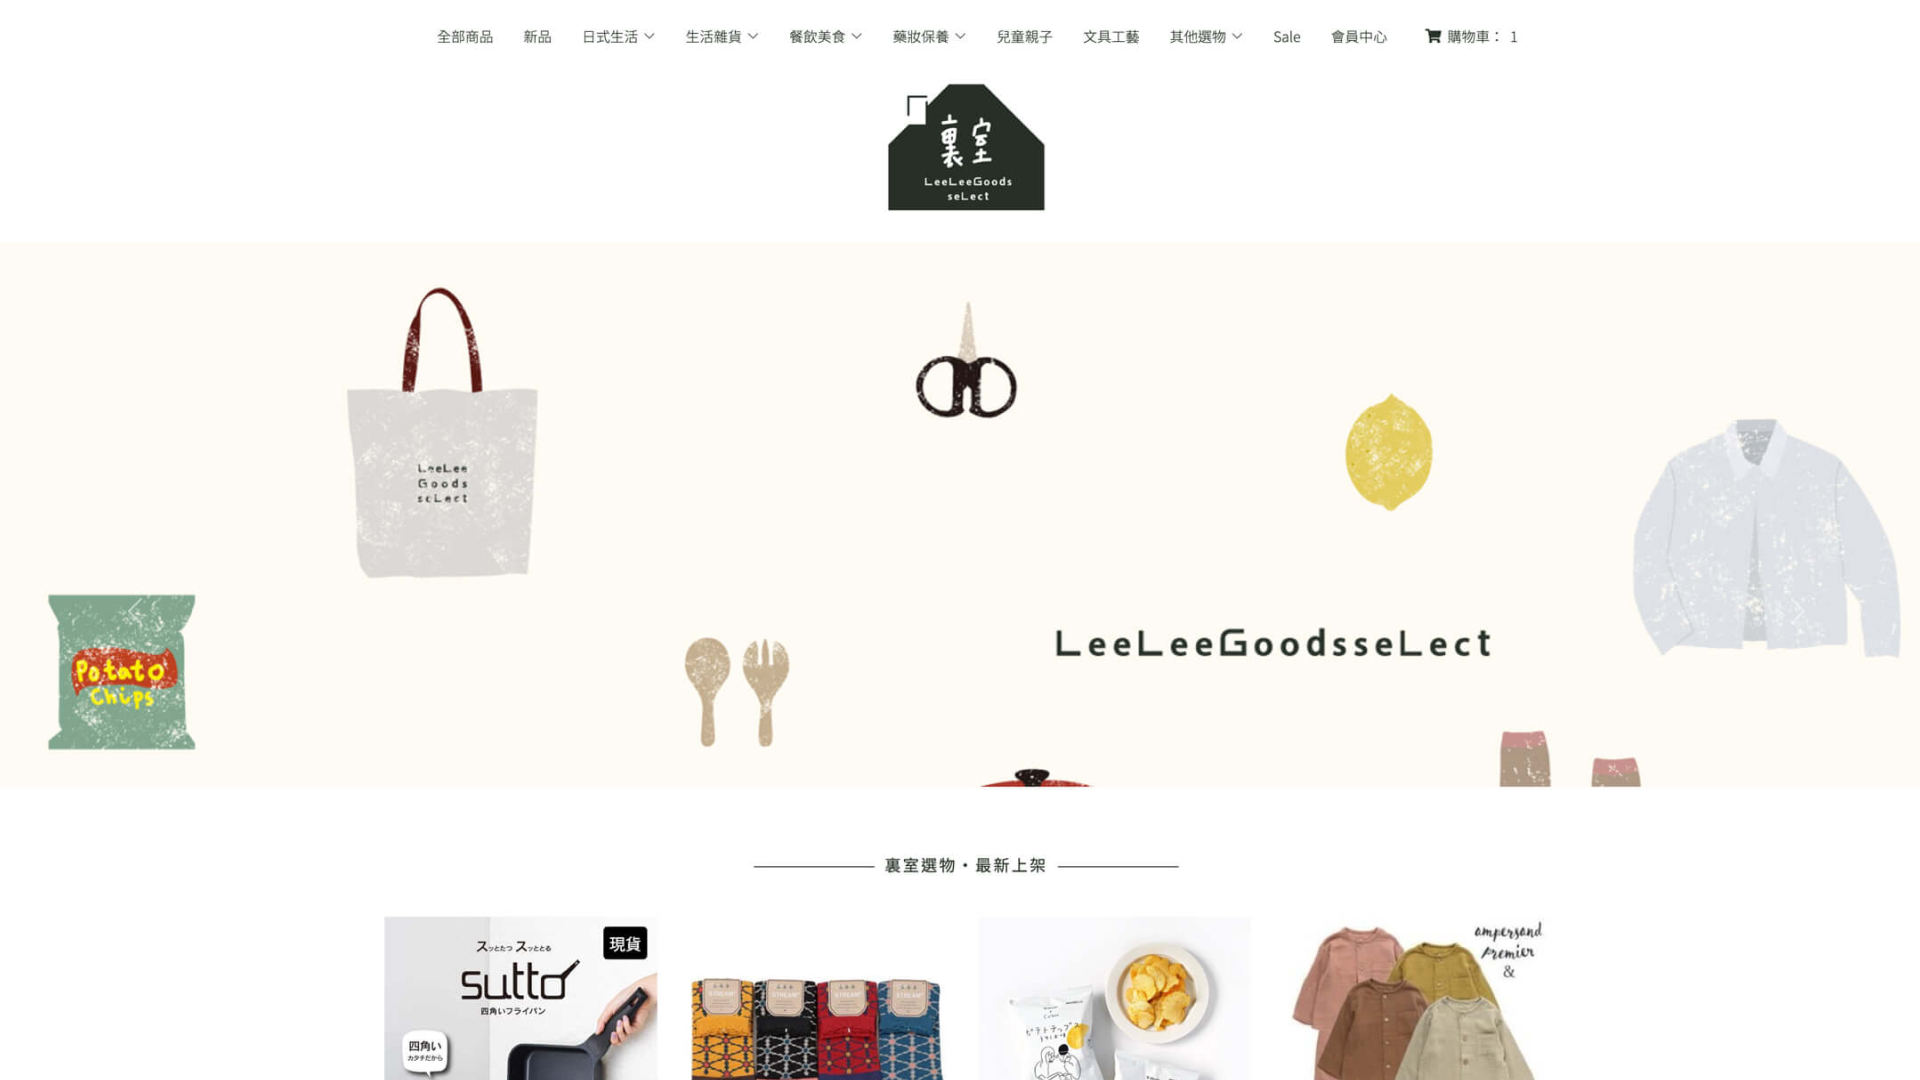 全部商品 新品 日式生活 生活雜貨 餐飲美食 藥妝保養 兒童親子 文具工藝 其他選物 Sale 會員中心 購物車： 1
裏室
LeeLeeGoods
seLect
LeeLee
Goods
seLect
Potato
Chips
LeeLeeGoodsseLect
裏室選物・最新上架
スッとたつ スッととる
現貨
sutto
四角いフライパン
四角い
カタチだから
STREAM
STREAM
STREAM
STREAM
ampersand
premier
&